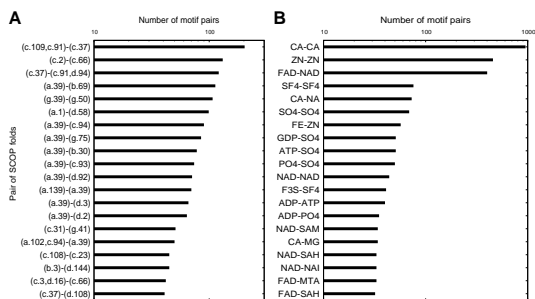 A
Number of motif pairs
10
100
Pair of SCOP folds
(c.109,c.91)-(c.37)
(c.2)-(c.66)
(c.37)-(c.91,d.94)
(a.39)-(b.69)
(g.39)-(g.50)
(a.1)-(d.58)
(a.39)-(c.94)
(a.39)-(g.75)
(a.39)-(b.30)
(a.39)-(c.93)
(a.39)-(d.92)
(a.139)-(a.39)
(a.39)-(d.3)
(a.39)-(d.2)
(c.31)-(g.41)
(a.102,c.94)-(a.39)
(c.108)-(c.23)
(b.3)-(d.144)
(c.3,d.16)-(c.66)
(c.37)-(d.108)
B
Number of motif pairs
10
100
1000
CA-CA
ZN-ZN
FAD-NAD
SF4-SF4
CA-NA
SO4-SO4
FE-ZN
GDP-SO4
ATP-SO4
PO4-SO4
NAD-NAD
F3S-SF4
ADP-ATP
ADP-PO4
NAD-SAM
CA-MG
NAD-SAH
NAD-NAI
FAD-MTA
FAD-SAH